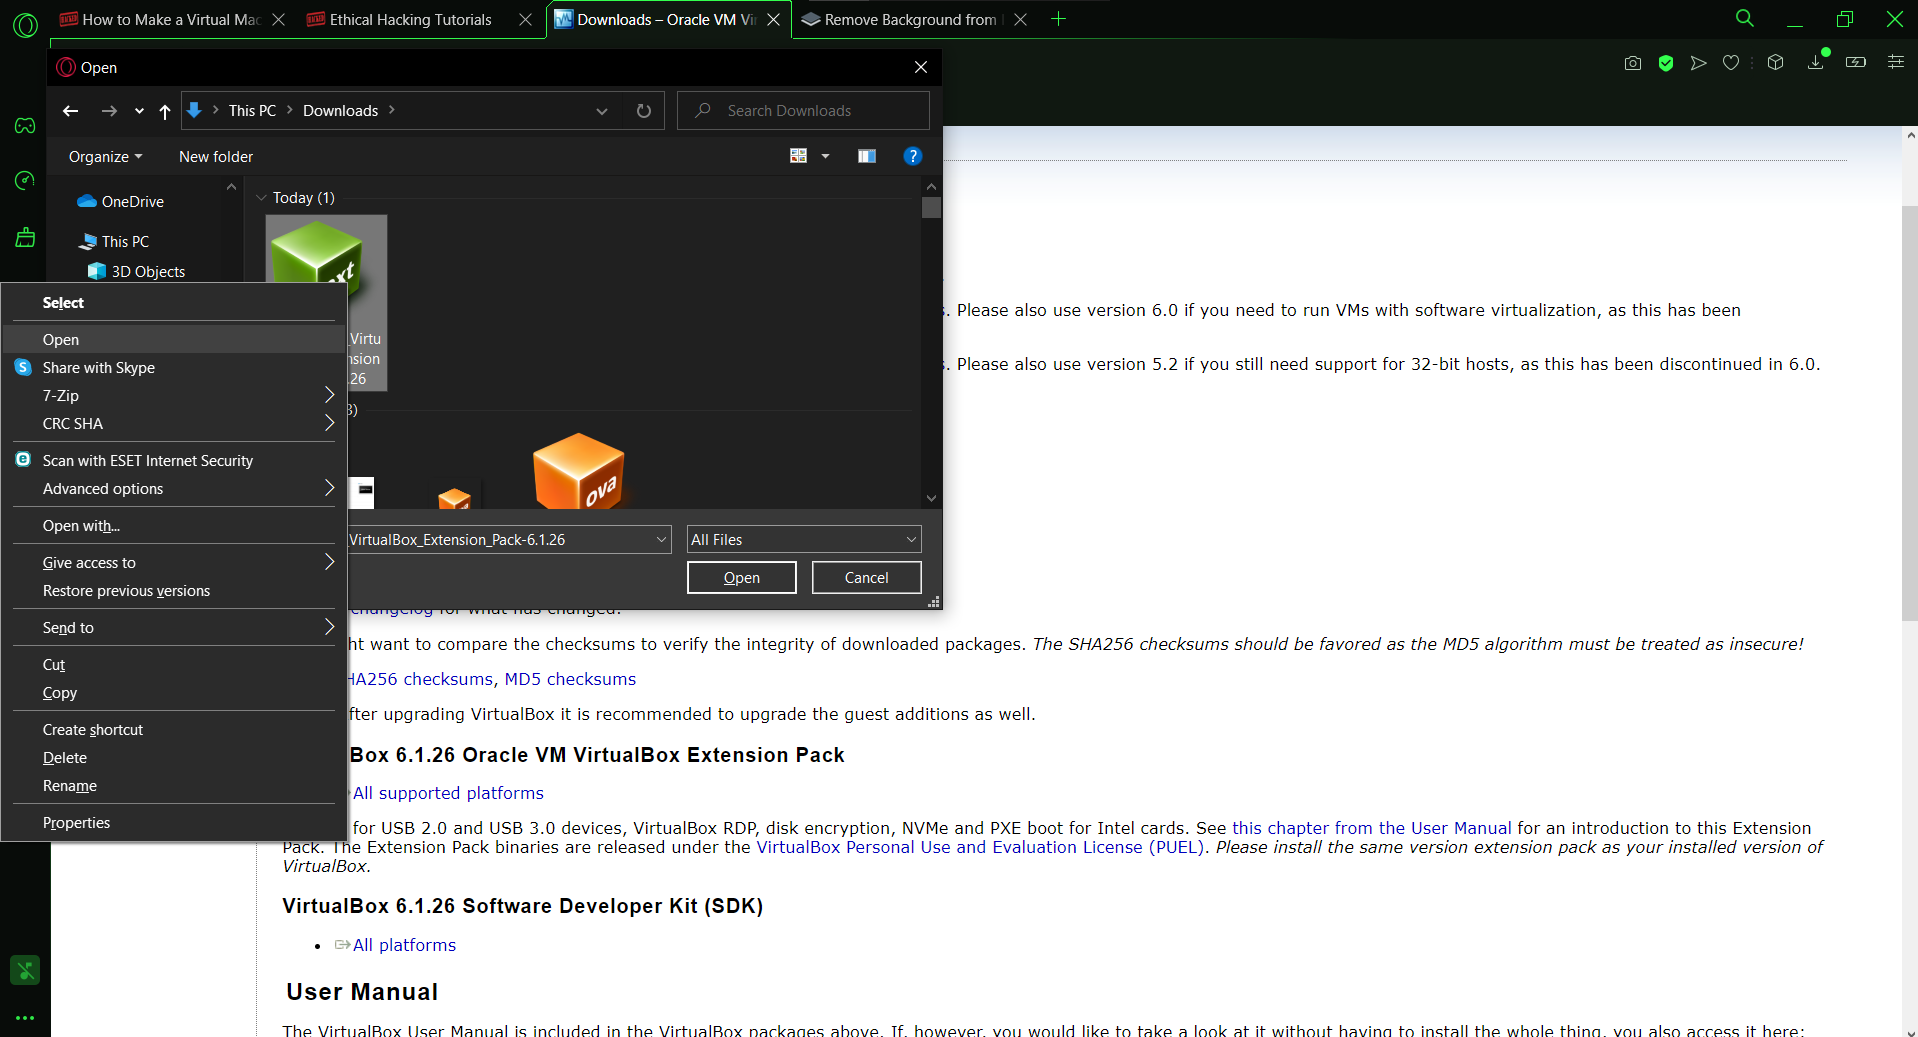 How to Make a Virtual Mac
Ethical Hacking Tutorials
Downloads – Oracle VM Vir
Remove Background from
Open
This PC
Downloads
Search Downloads
Organize
New folder
?
OneDrive
This PC
3D Objects
Today (1)
_Virtu
nsion
.26
3)
ova
Select
Open
Share with Skype
7-Zip
CRC SHA
Scan with ESET Internet Security
Advanced options
Open with...
Give access to
Restore previous versions
Send to
Cut
Copy
Create shortcut
Delete
Rename
Properties
VirtualBox_Extension_Pack-6.1.26
All Files
Open
Cancel
. Please also use version 6.0 if you need to run VMs with software virtualization, as this has been
. Please also use version 5.2 if you still need support for 32-bit hosts, as this has been discontinued in 6.0.
changelog for what has changed.
ht want to compare the checksums to verify the integrity of downloaded packages. The SHA256 checksums should be favored as the MD5 algorithm must be treated as insecure!
HA256 checksums, MD5 checksums
fter upgrading VirtualBox it is recommended to upgrade the guest additions as well.
Box 6.1.26 Oracle VM VirtualBox Extension Pack
All supported platforms
for USB 2.0 and USB 3.0 devices, VirtualBox RDP, disk encryption, NVMe and PXE boot for Intel cards. See this chapter from the User Manual for an introduction to this Extension
Pack. The Extension Pack binaries are released under the VirtualBox Personal Use and Evaluation License (PUEL). Please install the same version extension pack as your installed version of
VirtualBox.
VirtualBox 6.1.26 Software Developer Kit (SDK)
• All platforms
User Manual
The VirtualBox User Manual is included in the VirtualBox packages above. If, however, you would like to take a look at it without having to install the whole thing, you also access it here: